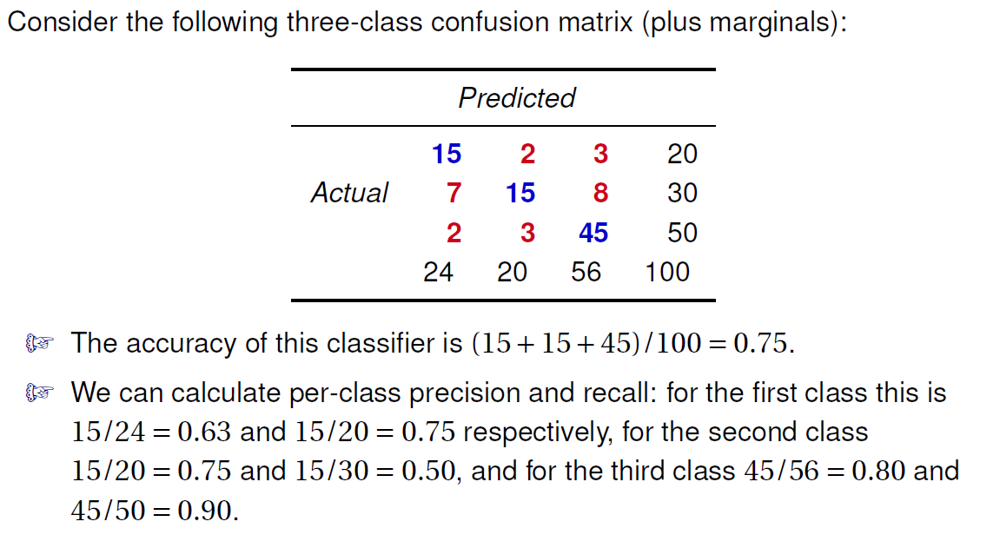 Consider the following three-class confusion matrix (plus marginals):
Predicted
15 2 3 20
Actual 7 15 8 30
2 3 45 50
24 20 56 100
The accuracy of this classifier is (15+15+45)/100 = 0.75.
We can calculate per-class precision and recall: for the first class this is
15/24 = 0.63 and 15/20 = 0.75 respectively, for the second class
15/20 = 0.75 and 15/30 = 0.50, and for the third class 45/56 = 0.80 and
45/50 = 0.90.